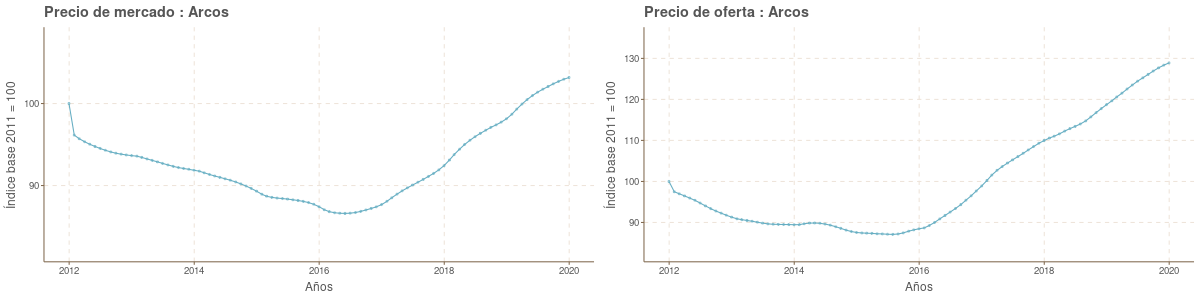 Precio de mercado : Arcos
Índice base 2011 = 100
100
90
2012
2014
2016
2018
2020
Años
Precio de oferta : Arcos
Índice base 2011 = 100
130
120
110
100
90
2012
2014
2016
2018
2020
Años